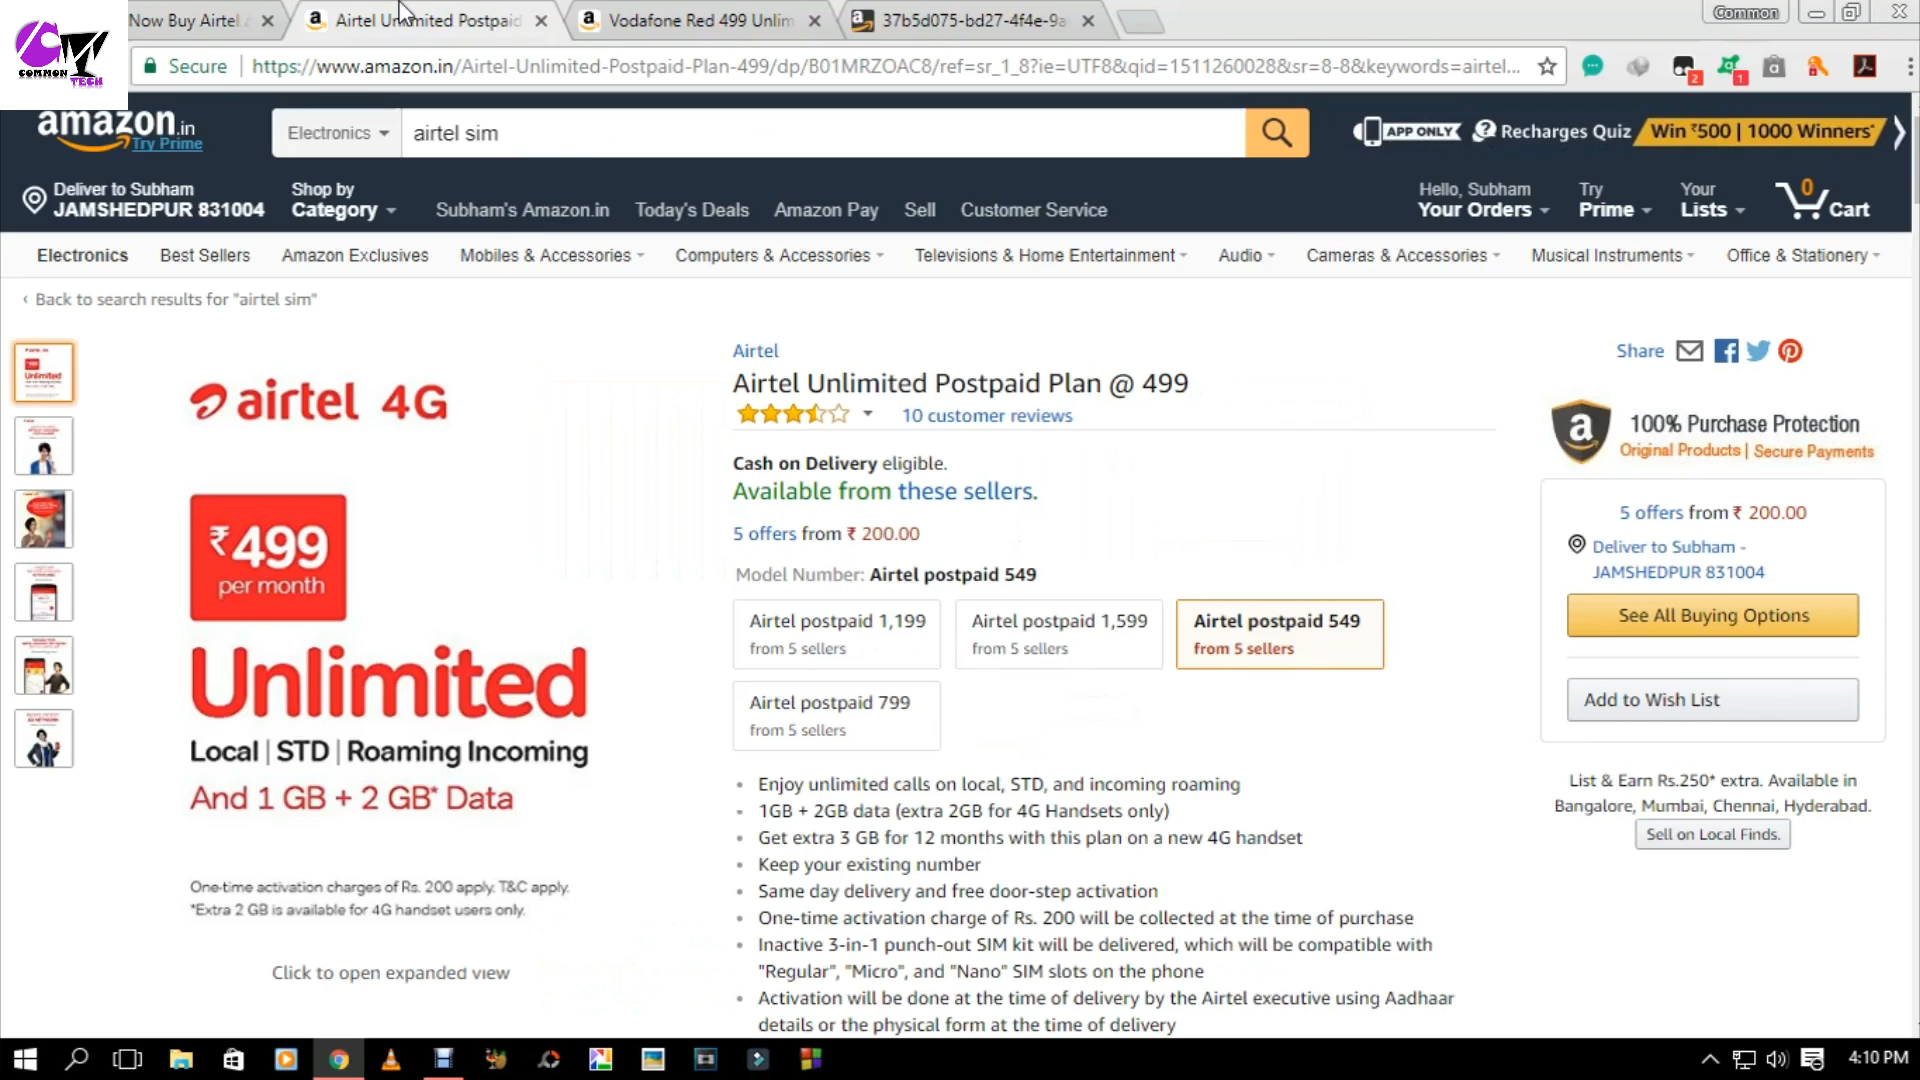 Now Buy Airtel
Airtel Unlimited Postpaid
Vodafone Red 499 Unlim
37b5d075-bd27-4f4e-9a
Common
COMMON
TECH
Secure
https://www.amazon.in/Airtel-Unlimited-Postpaid-Plan-499/dp/B01MRZOAC8/ref=sr_1_8?ie=UTF8&qid=1511260028&sr=8-8&keywords=airtel...
2
1
amazon.in
Try Prime
Electronics
airtel sim
APP ONLY
Recharges Quiz
Win ₹500 | 1000 Winners*
Deliver to Subham
JAMSHEDPUR 831004
Shop by
Category
Subham's Amazon.in
Today's Deals
Amazon Pay
Sell
Customer Service
Hello, Subham
Your Orders
Try
Prime
Your
Lists
0
Cart
Electronics
Best Sellers
Amazon Exclusives
Mobiles & Accessories
Computers & Accessories
Televisions & Home Entertainment
Audio
Cameras & Accessories
Musical Instruments
Office & Stationery
‹ Back to search results for "airtel sim"
airtel 4G
₹499
per month
Unlimited
Local | STD | Roaming Incoming
And 1 GB + 2 GB* Data
One-time activation charges of Rs. 200 apply. T&C apply.
*Extra 2 GB is available for 4G handset users only.
Click to open expanded view
Airtel
Airtel Unlimited Postpaid Plan @ 499
10 customer reviews
Cash on Delivery eligible.
Available from these sellers.
5 offers from ₹ 200.00
Model Number: Airtel postpaid 549
Airtel postpaid 1,199
from 5 sellers
Airtel postpaid 1,599
from 5 sellers
Airtel postpaid 549
from 5 sellers
Airtel postpaid 799
from 5 sellers
• Enjoy unlimited calls on local, STD, and incoming roaming
• 1GB + 2GB data (extra 2GB for 4G Handsets only)
• Get extra 3 GB for 12 months with this plan on a new 4G handset
• Keep your existing number
• Same day delivery and free door-step activation
• One-time activation charge of Rs. 200 will be collected at the time of purchase
• Inactive 3-in-1 punch-out SIM kit will be delivered, which will be compatible with
"Regular", "Micro", and "Nano" SIM slots on the phone
• Activation will be done at the time of delivery by the Airtel executive using Aadhaar
details or the physical form at the time of delivery
Share
100% Purchase Protection
Original Products | Secure Payments
5 offers from ₹ 200.00
Deliver to Subham -
JAMSHEDPUR 831004
See All Buying Options
Add to Wish List
List & Earn Rs.250* extra. Available in
Bangalore, Mumbai, Chennai, Hyderabad.
Sell on Local Finds.
4:10 PM